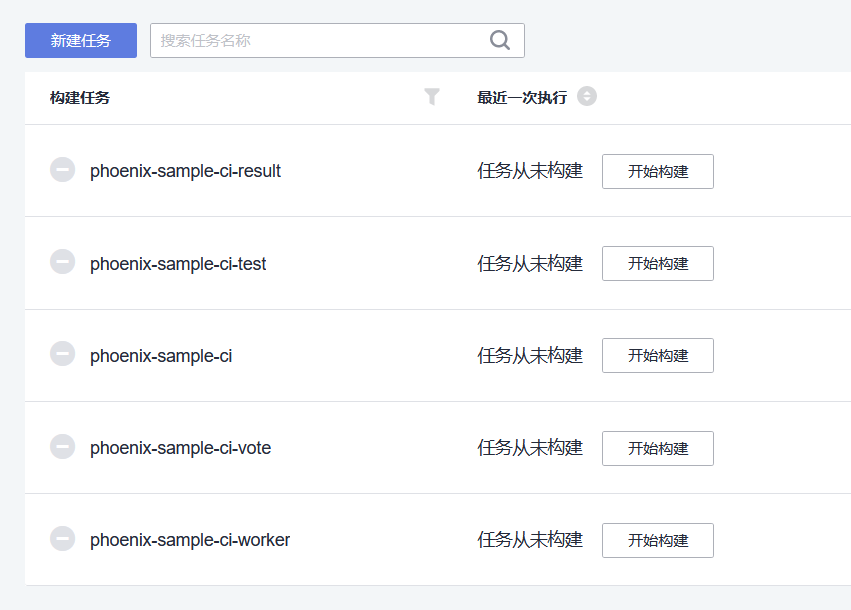 新建任务 搜索任务名称
构建任务 最近一次执行
phoenix-sample-ci-result 任务从未构建 开始构建
phoenix-sample-ci-test 任务从未构建 开始构建
phoenix-sample-ci 任务从未构建 开始构建
phoenix-sample-ci-vote 任务从未构建 开始构建
phoenix-sample-ci-worker 任务从未构建 开始构建